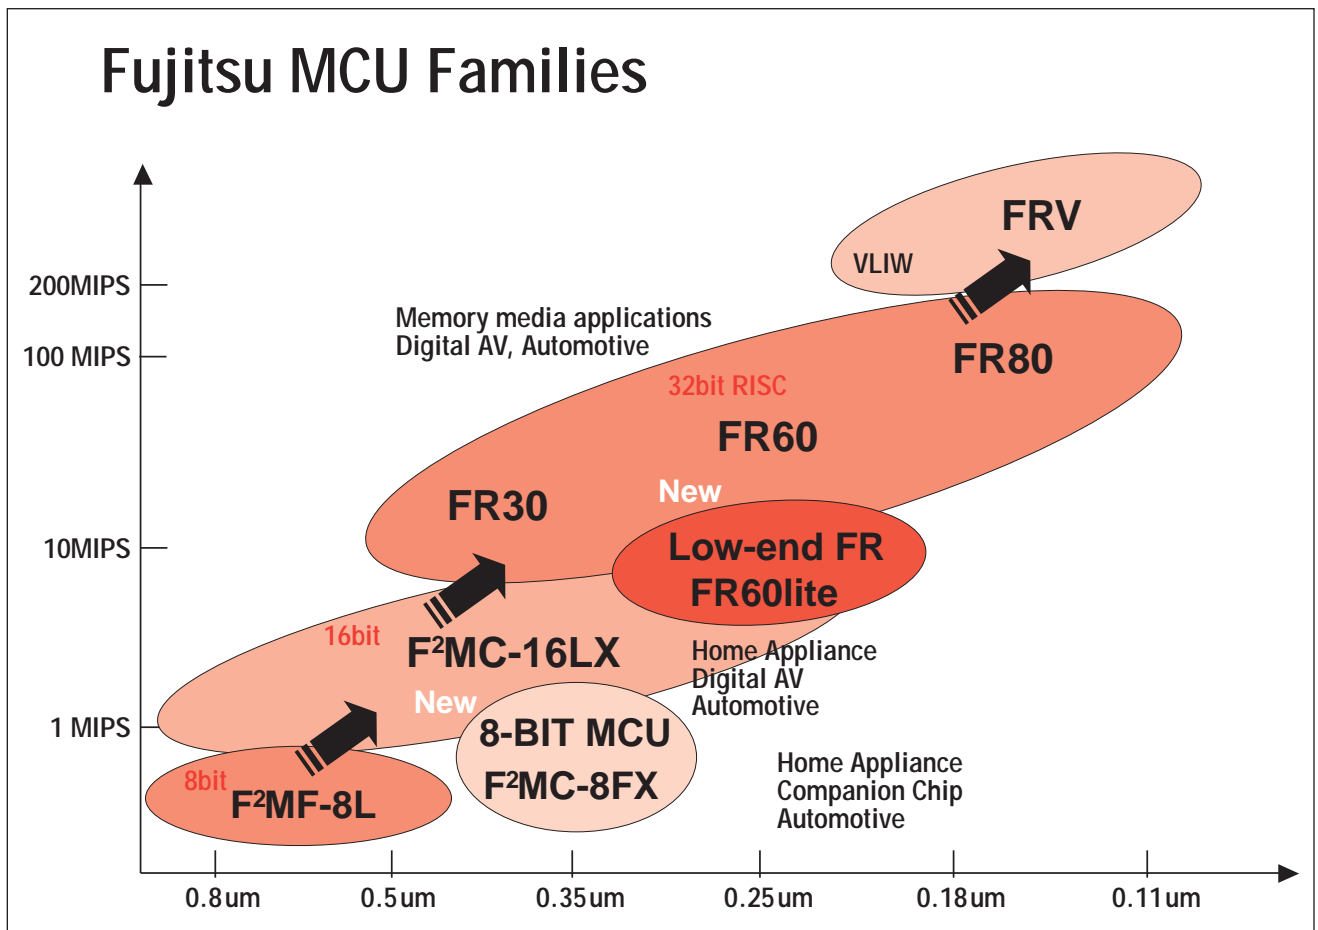 Fujitsu MCU Families
FRV
VLIW
200MIPS
Memory media applications
Digital AV, Automotive
100 MIPS
FR80
32bit RISC
FR60
New
FR30
10MIPS
Low-end FR
FR60lite
16bit
F²MC-16LX
Home Appliance
Digital AV
Automotive
New
1 MIPS
8-BIT MCU
F²MC-8FX
8bit
F²MF-8L
Home Appliance
Companion Chip
Automotive
0.8um 0.5um 0.35um 0.25um 0.18um 0.11um